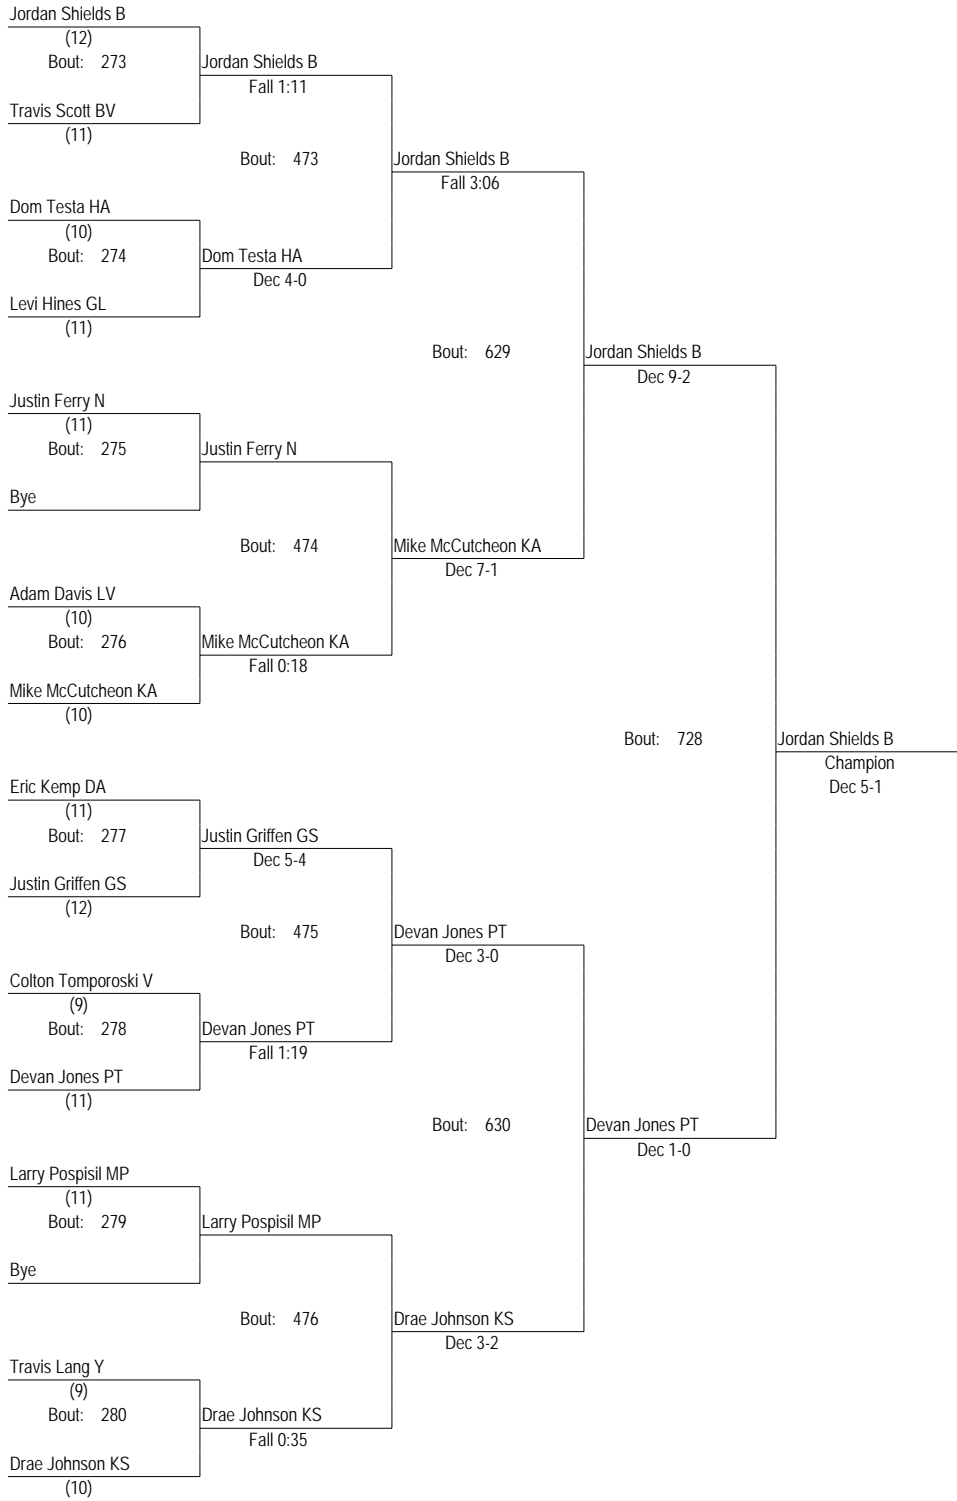 Jordan Shields B
(12)
Bout: 273
Jordan Shields B
Fall 1:11
Travis Scott BV
(11)
Bout: 473
Jordan Shields B
Fall 3:06
Dom Testa HA
(10)
Bout: 274
Dom Testa HA
Dec 4-0
Levi Hines GL
(11)
Bout: 629
Jordan Shields B
Dec 9-2
Justin Ferry N
(11)
Bout: 275
Justin Ferry N
Bye
Bout: 474
Mike McCutcheon KA
Dec 7-1
Adam Davis LV
(10)
Bout: 276
Mike McCutcheon KA
Fall 0:18
Mike McCutcheon KA
(10)
Bout: 728
Jordan Shields B
Champion
Dec 5-1
Eric Kemp DA
(11)
Bout: 277
Justin Griffen GS
Dec 5-4
Justin Griffen GS
(12)
Bout: 475
Devan Jones PT
Dec 3-0
Colton Tomporoski V
(9)
Bout: 278
Devan Jones PT
Fall 1:19
Devan Jones PT
(11)
Bout: 630
Devan Jones PT
Dec 1-0
Larry Pospisil MP
(11)
Bout: 279
Larry Pospisil MP
Bye
Bout: 476
Drae Johnson KS
Dec 3-2
Travis Lang Y
(9)
Bout: 280
Drae Johnson KS
Fall 0:35
Drae Johnson KS
(10)